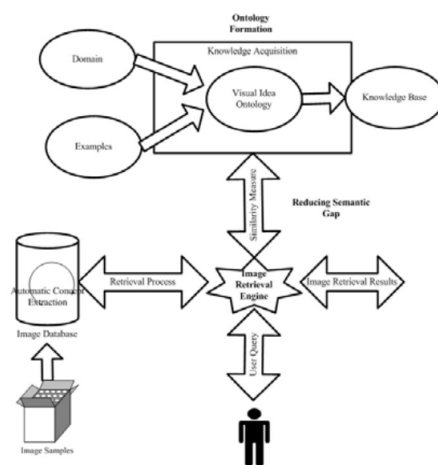 Ontology
Formation
Knowledge Acquisition
Domain
Visual Idea
Ontology
Knowledge Base
Examples
Similarity Measure
Reducing Semantic
Gap
Automatic Concept
Extraction
Retrieval Process
Image
Retrieval
Engine
Image Retrieval Results
Image Database
User Query
Image Samples